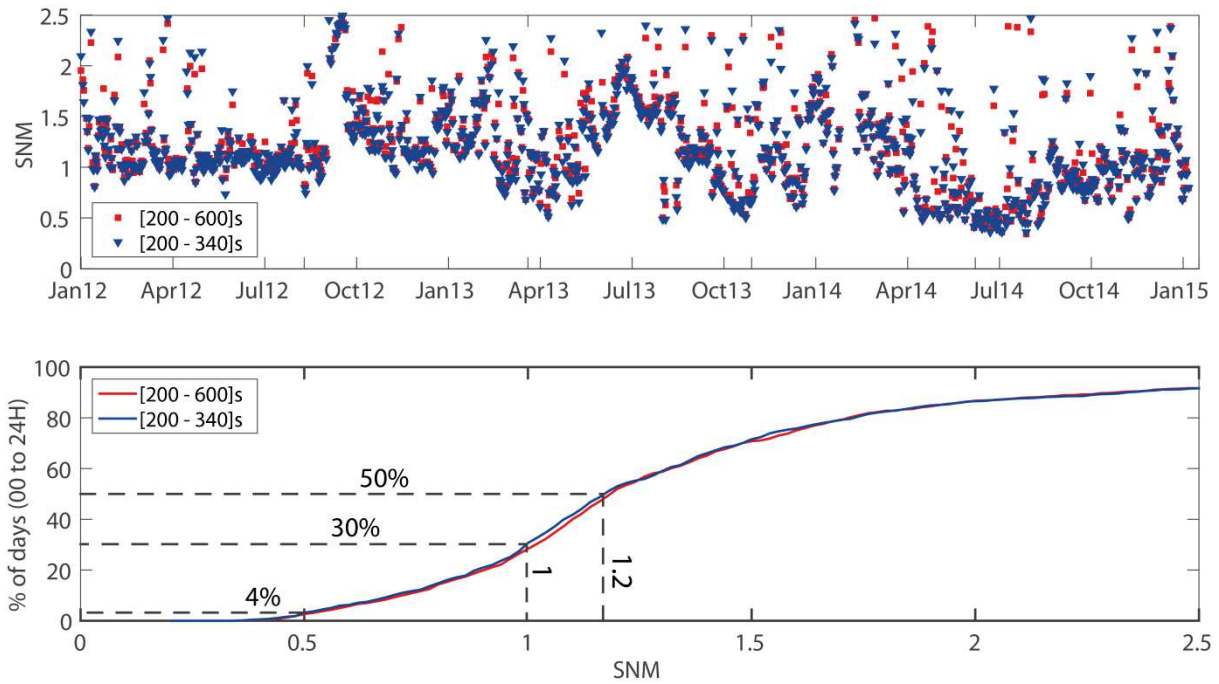 2.5
2
1.5
1
0.5
0
SNM
[200 - 600]s
[200 - 340]s
Jan12 Apr12 Jul12 Oct12 Jan13 Apr13 Jul13 Oct13 Jan14 Apr14 Jul14 Oct14 Jan15
100
80
60
40
20
0
% of days (00 to 24H)
[200 - 600]s
[200 - 340]s
50%
30%
4%
1
1.2
0 0.5 1 1.5 2 2.5
SNM